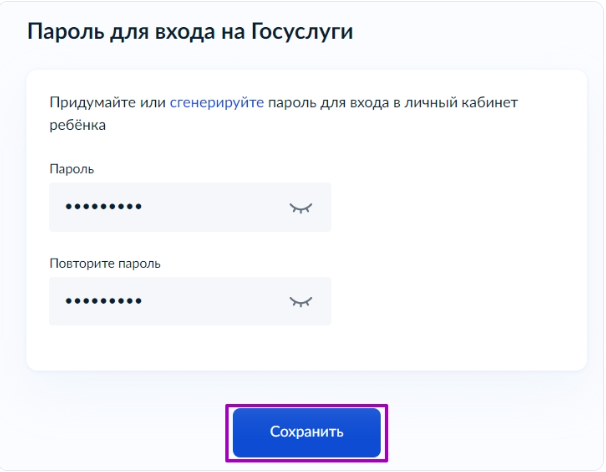 Пароль для входа на Госуслуги
Придумайте или сгенерируйте пароль для входа в личный кабинет
ребёнка
Пароль
•••••••••
Повторите пароль
•••••••••
Сохранить